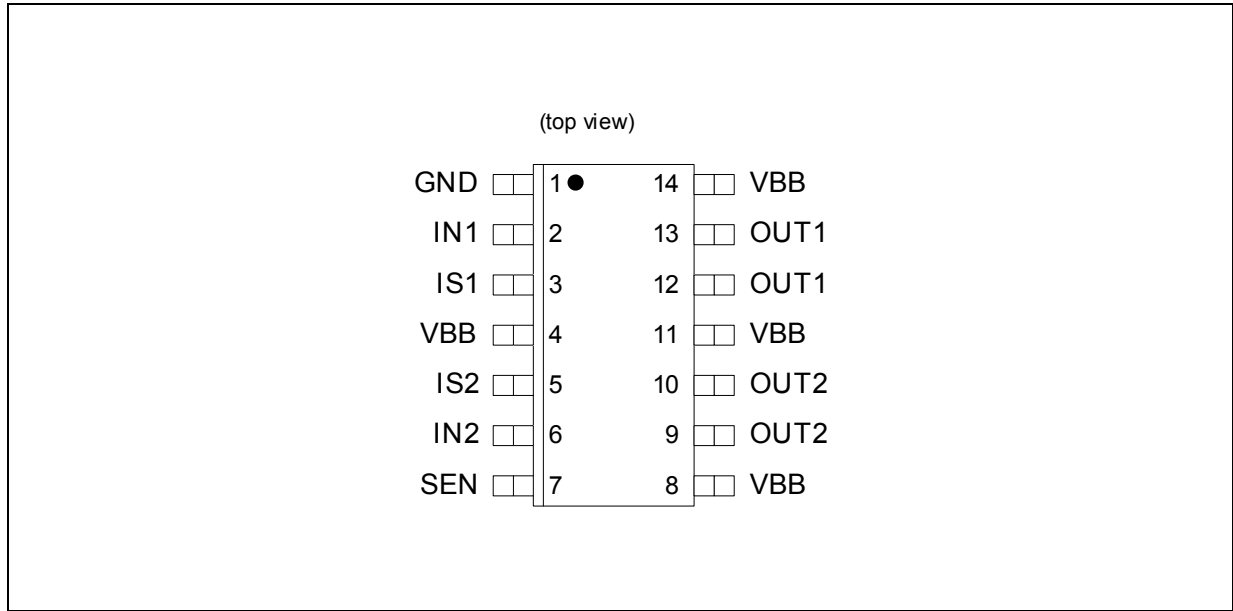 (top view)
GND 1 14 VBB
IN1 2 13 OUT1
IS1 3 12 OUT1
VBB 4 11 VBB
IS2 5 10 OUT2
IN2 6 9 OUT2
SEN 7 8 VBB